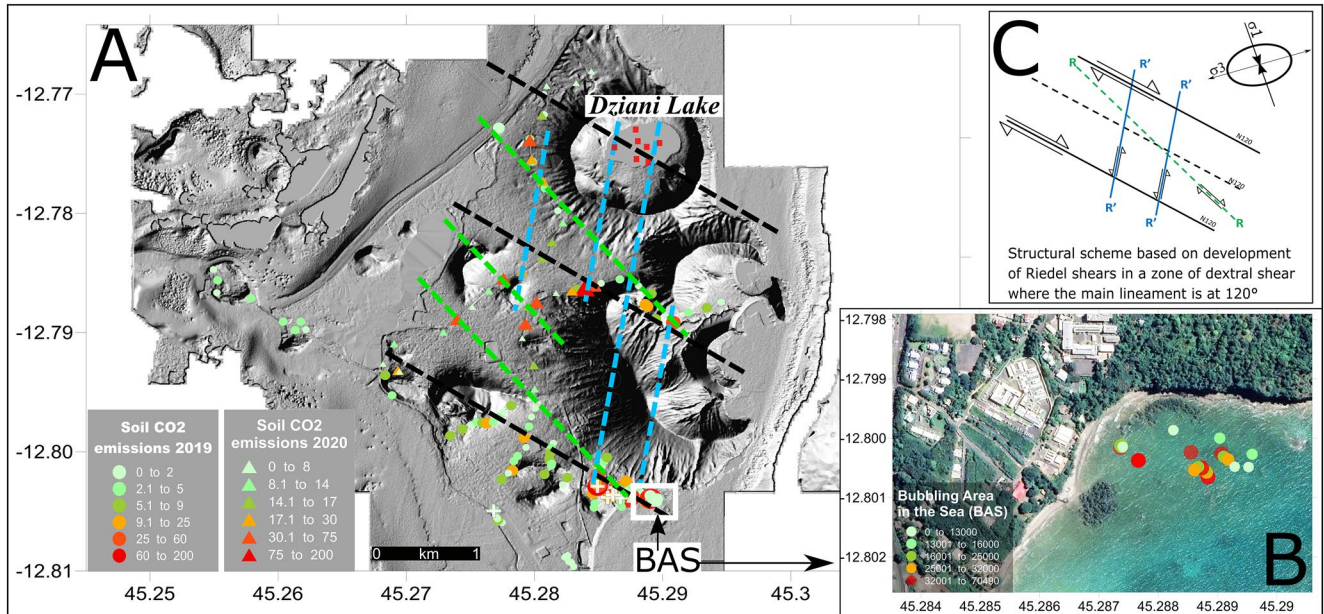 A
Dziani Lake
-12.77
-12.78
-12.79
-12.80
-12.81
45.25
45.26
45.27
45.28
45.29
45.3
Soil CO2
emissions 2019
0 to 2
2.1 to 5
5.1 to 9
9.1 to 25
25 to 60
60 to 200
Soil CO2
emissions 2020
0 to 8
8.1 to 14
14.1 to 17
17.1 to 30
30.1 to 75
75 to 200
0 km 1
BAS
C
σ1
σ3
R
R'
R'
N120
N120
N120
R'
R'
R
Structural scheme based on development
of Riedel shears in a zone of dextral shear
where the main lineament is at 120°
-12.798
-12.799
-12.800
-12.801
-12.802
Bubbling Area
in the Sea (BAS)
0 to 13000
13001 to 16000
16001 to 25000
25001 to 32000
32001 to 70490
B
45.284
45.285
45.286
45.287
45.288
45.289
45.29